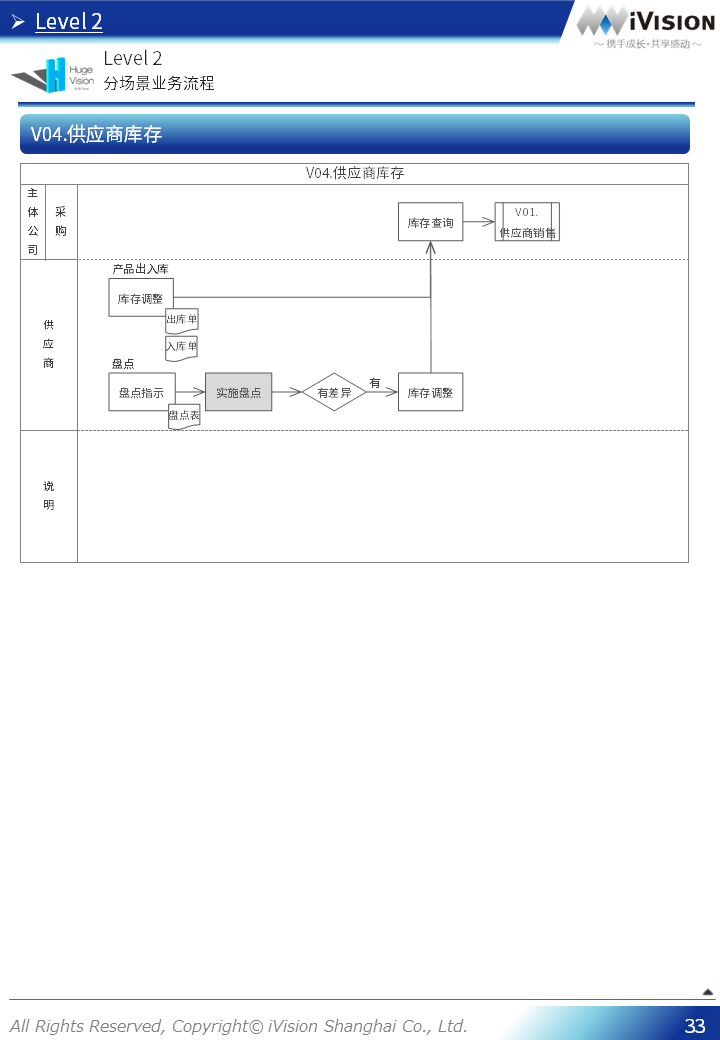 Level 2
iVISION
～ 携手成长·共享感动 ～
Huge
Vision
Level 2
分场景业务流程
V04.供应商库存
V04.供应商库存
主体公司
采购
库存查询
V01.
供应商销售
供应商
产品出入库
库存调整
出库单
入库单
盘点
盘点指示
盘点表
实施盘点
有差异
有
库存调整
说明
All Rights Reserved, Copyright© iVision Shanghai Co., Ltd.
33